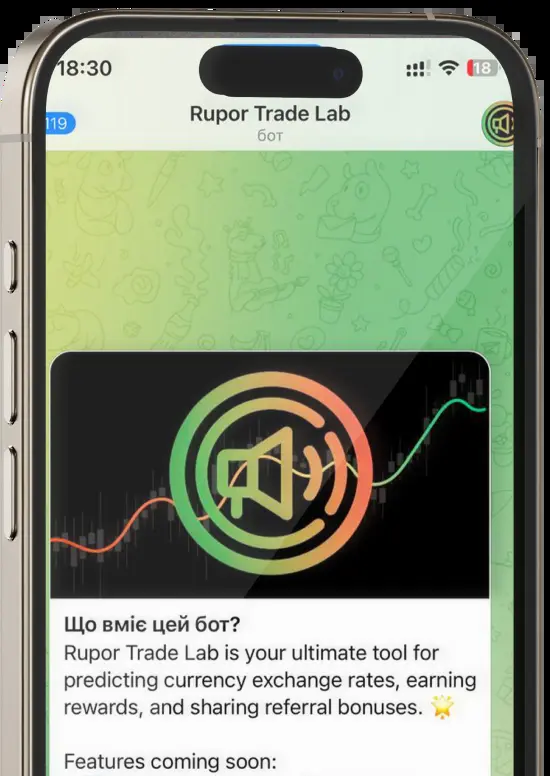 18:30
18
119
Rupor Trade Lab
бот
Що вміє цей бот?
Rupor Trade Lab is your ultimate tool for
predicting currency exchange rates, earning
rewards, and sharing referral bonuses. 🌟
Features coming soon: